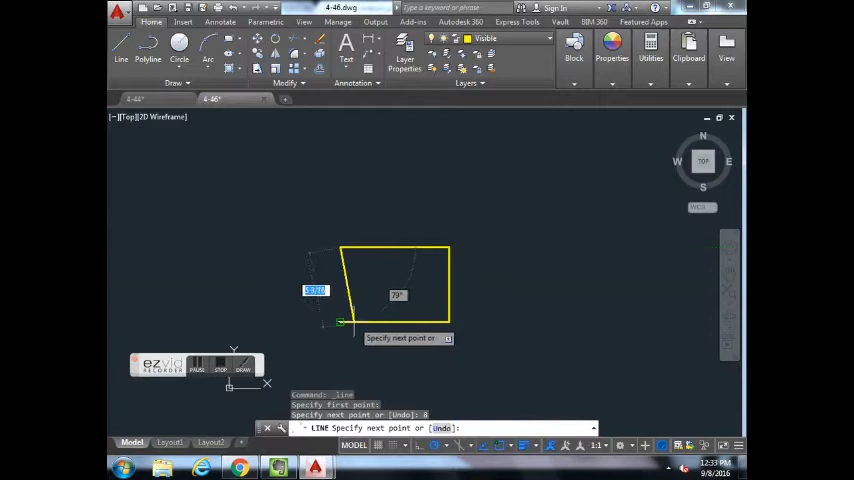 4-46.dwg
Type a keyword or phrase
Sign In
Home Insert Annotate Parametric View Manage Output Add-ins Autodesk 360 Express Tools Vault BIM 360 Featured Apps
Visible
Line Polyline Circle Arc Text Layer Properties Block Properties Utilities Clipboard View
Draw Modify Annotation Layers
4-44* 4-46*
[−][Top][2D Wireframe]
N
W TOP E
S
79°
Specify next point or
ezvid
RECORDER
PAUSE STOP DRAW
Y
X
Command: _line
Specify first point:
Specify next point or [Undo]: 8
LINE Specify next point or [Undo]:
Model Layout1 Layout2 +
MODEL 1:1
12:33 PM
9/8/2016